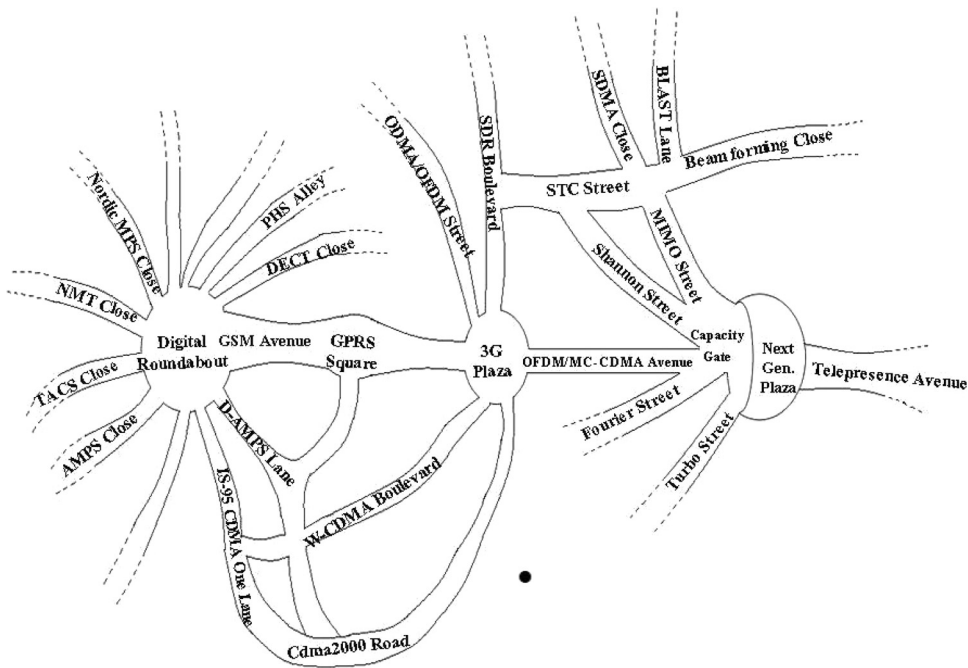 ODMA/OFDM Street
SDR Boulevard
SDMA Close
BLAST Lane
Beam forming Close
STC Street
MIMO Street
Shannon Street
Nordic MPS Close
PHS Alley
DECT Close
NMT Close
TACS Close
AMPS Close
Digital
Roundabout
GSM Avenue
GPRS
Square
3G
Plaza
OFDM/MC-CDMA Avenue
Capacity
Gate
Next
Gen.
Plaza
Telepresence Avenue
Fourier Street
Turbo Street
D-AMPS Lane
IS-95 CDMA One Lane
W-CDMA Boulevard
Cdma2000 Road